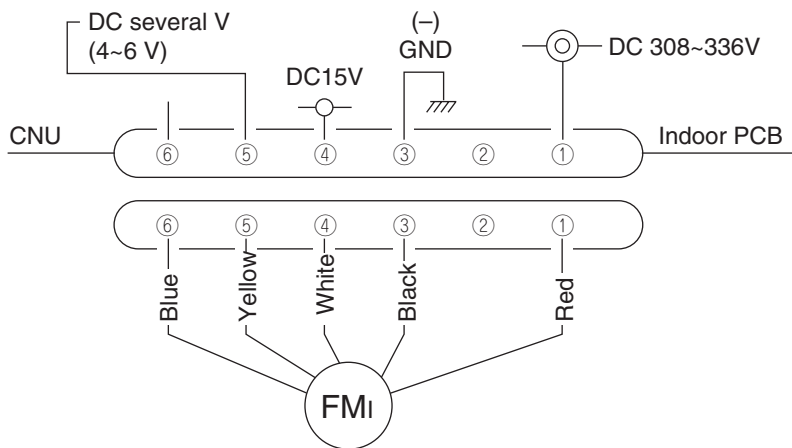 DC several V
(4~6 V)
(–)
GND
DC15V
DC 308~336V
CNU
Indoor PCB
⑥ ⑤ ④ ③ ② ①
⑥ ⑤ ④ ③ ② ①
Blue
Yellow
White
Black
Red
FMI